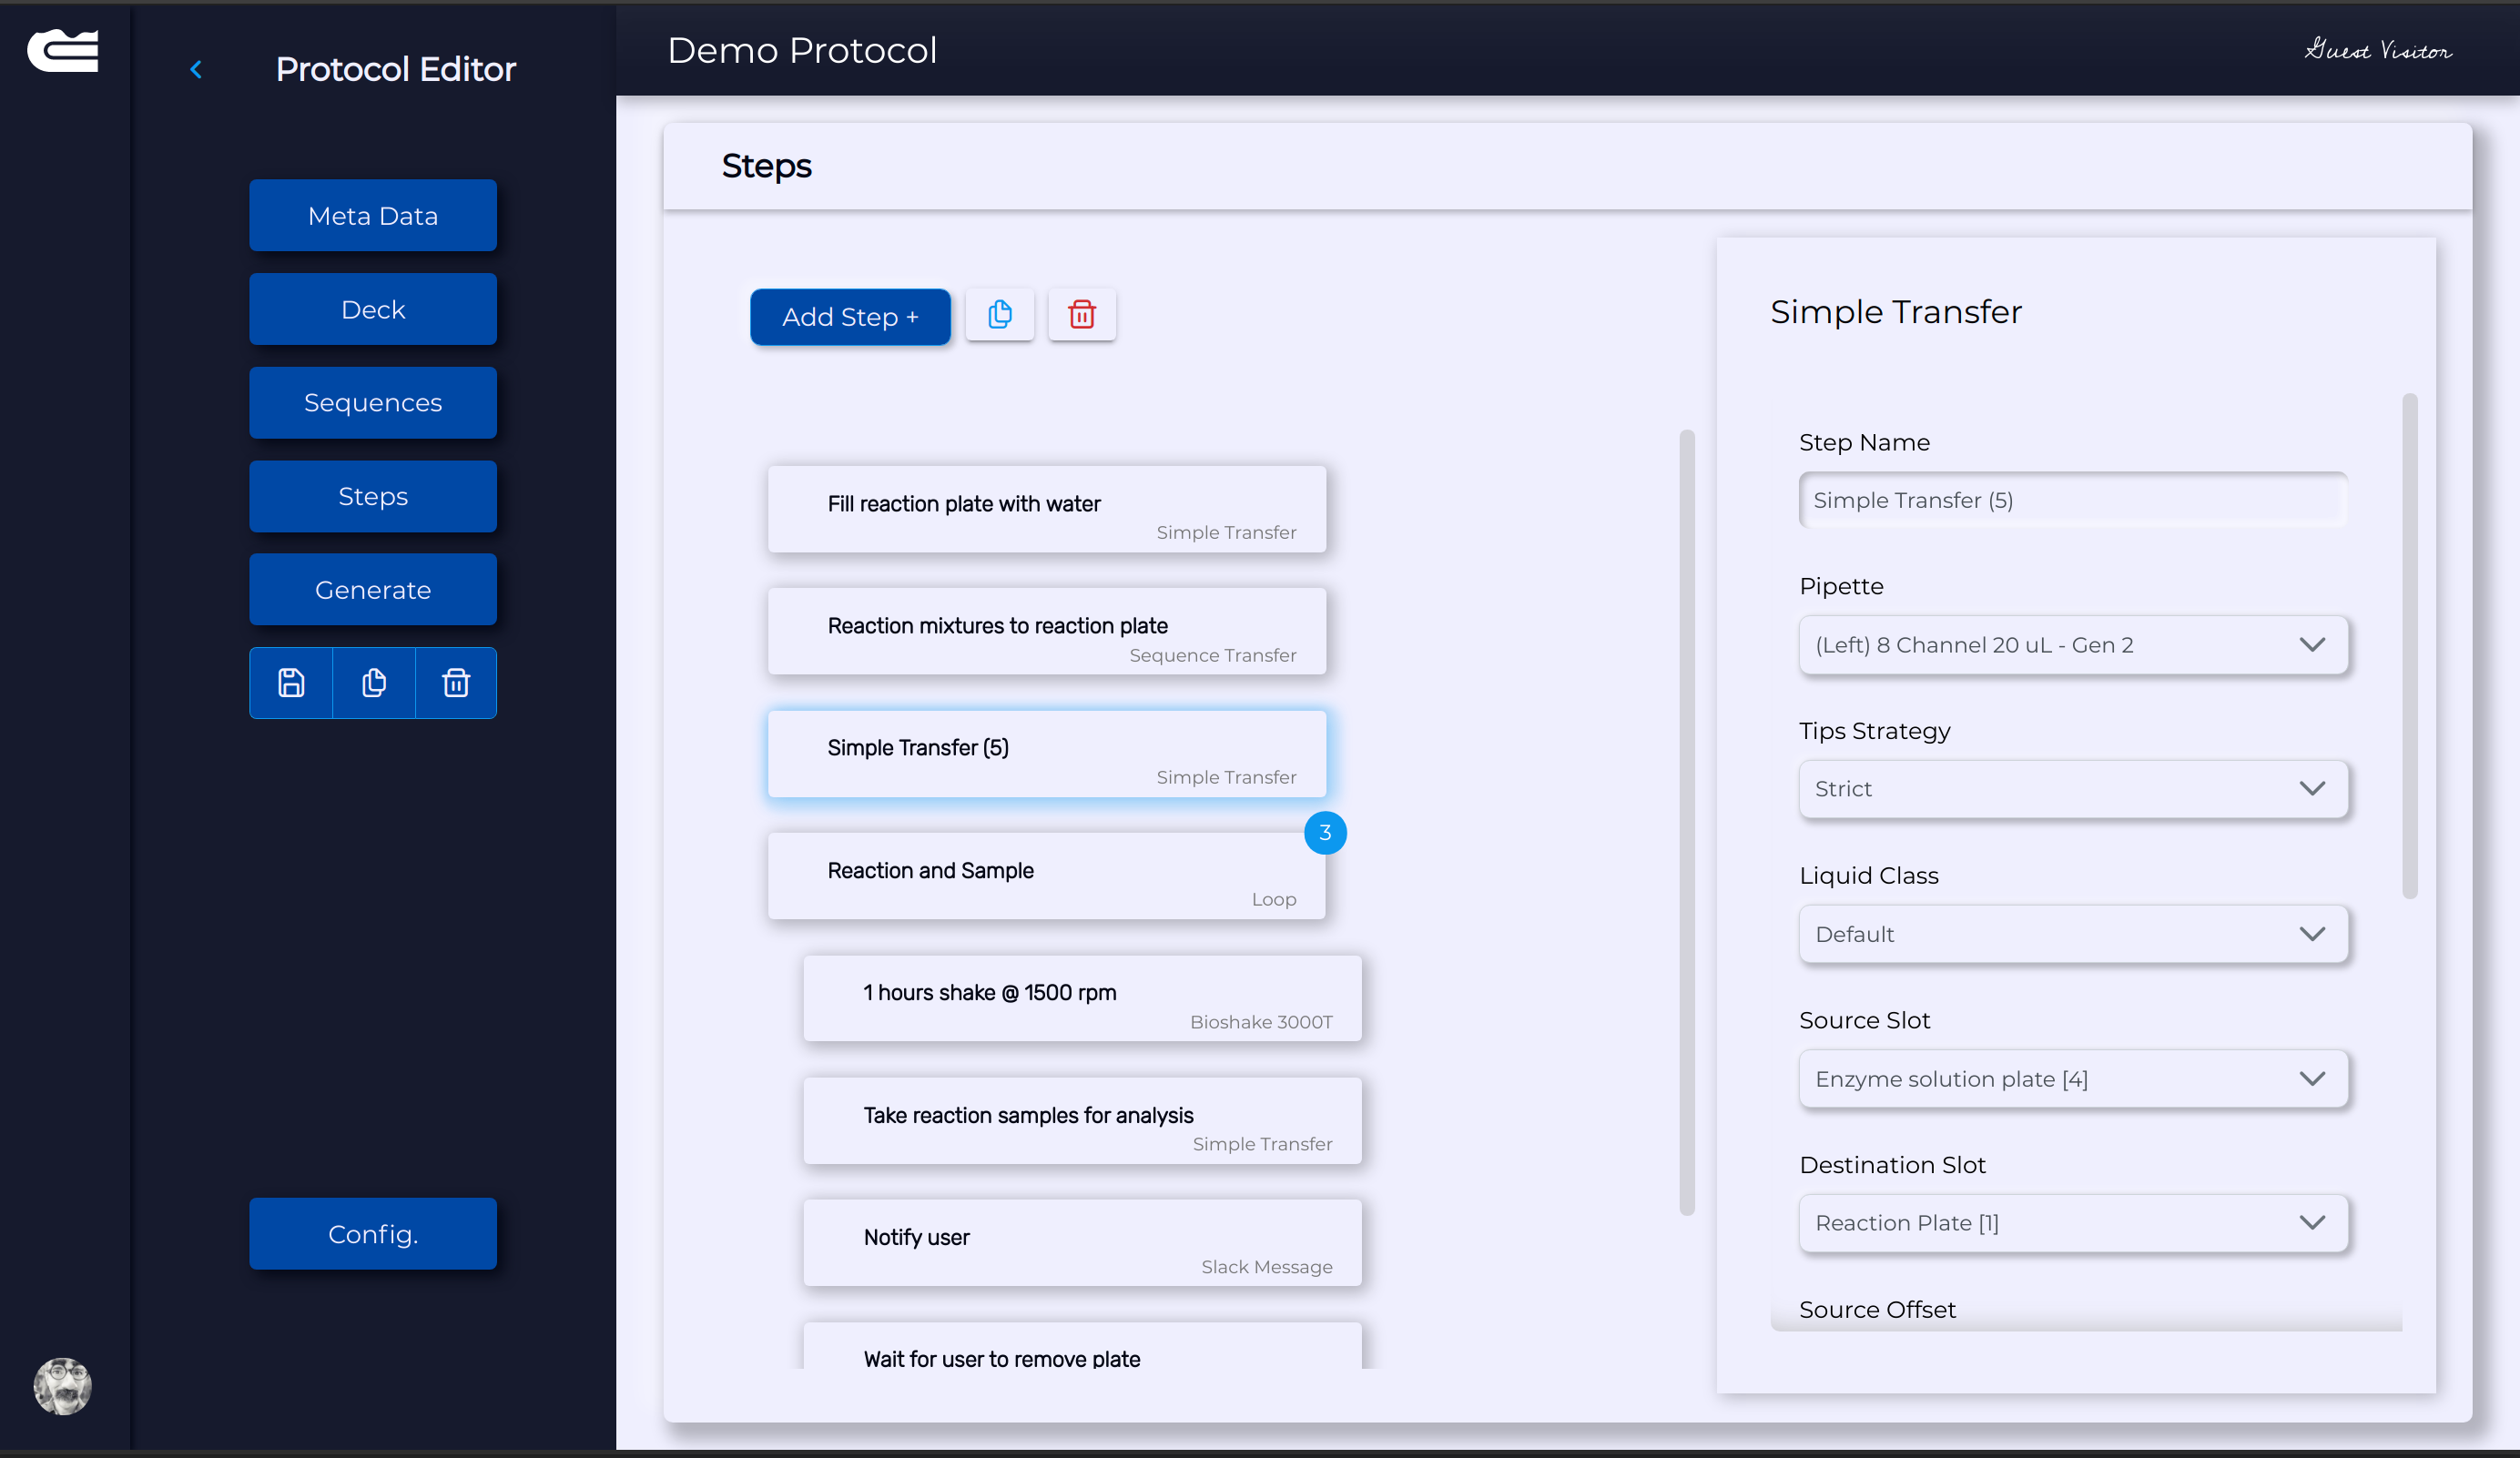 Protocol Editor
Meta Data
Deck
Sequences
Steps
Generate
Config.
Demo Protocol
Guest Visitor
Steps
Add Step +
Fill reaction plate with water
Simple Transfer
Reaction mixtures to reaction plate
Sequence Transfer
Simple Transfer (5)
Simple Transfer
3
Reaction and Sample
Loop
1 hours shake @ 1500 rpm
Bioshake 3000T
Take reaction samples for analysis
Simple Transfer
Notify user
Slack Message
Wait for user to remove plate
Simple Transfer
Step Name
Simple Transfer (5)
Pipette
(Left) 8 Channel 20 uL - Gen 2
Tips Strategy
Strict
Liquid Class
Default
Source Slot
Enzyme solution plate [4]
Destination Slot
Reaction Plate [1]
Source Offset